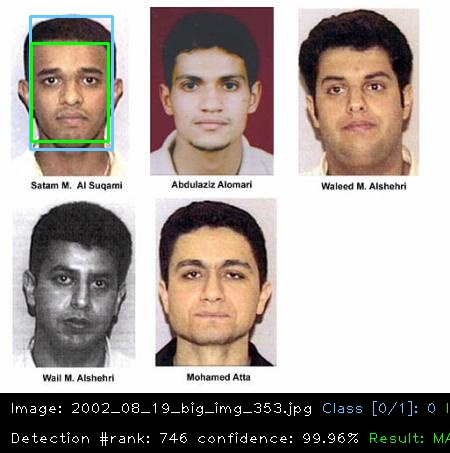 Satam M. Al Suqami
Abdulaziz Alomari
Waleed M. Alshehri
Wail M. Alshehri
Mohamed Atta
Image: 2002_08_19_big_img_353.jpg Class [0/1]: 0
Detection #rank: 746 confidence: 99.96% Result: MA